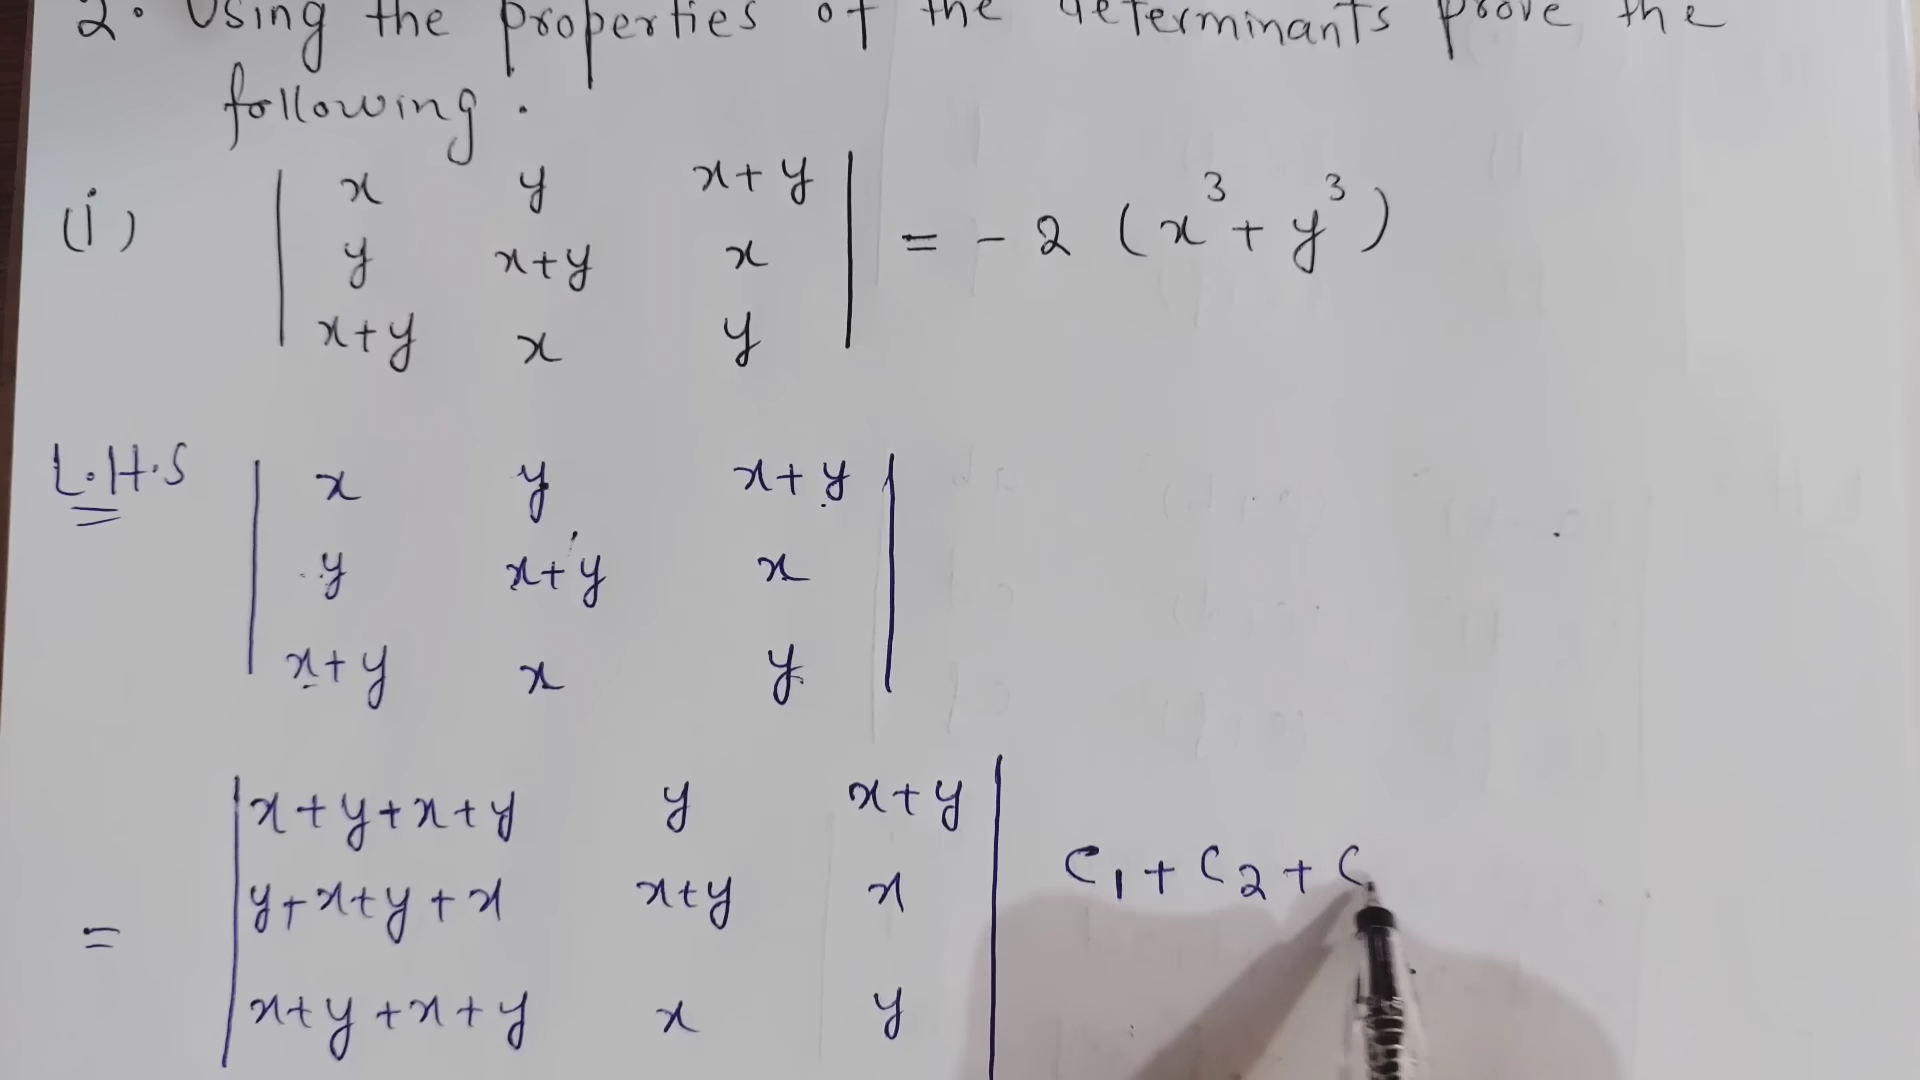 2. Using the properties of the determinants prove the
following.
(i) | x y x+y |
| y x+y x | = -2 (x³ + y³)
| x+y x y |
L.H.S | x y x+y |
| y x+y x |
| x+y x y |
| x+y+x+y y x+y |
= | y+x+y+x x+y x | C₁ + C₂ + C
| x+y+x+y x y |